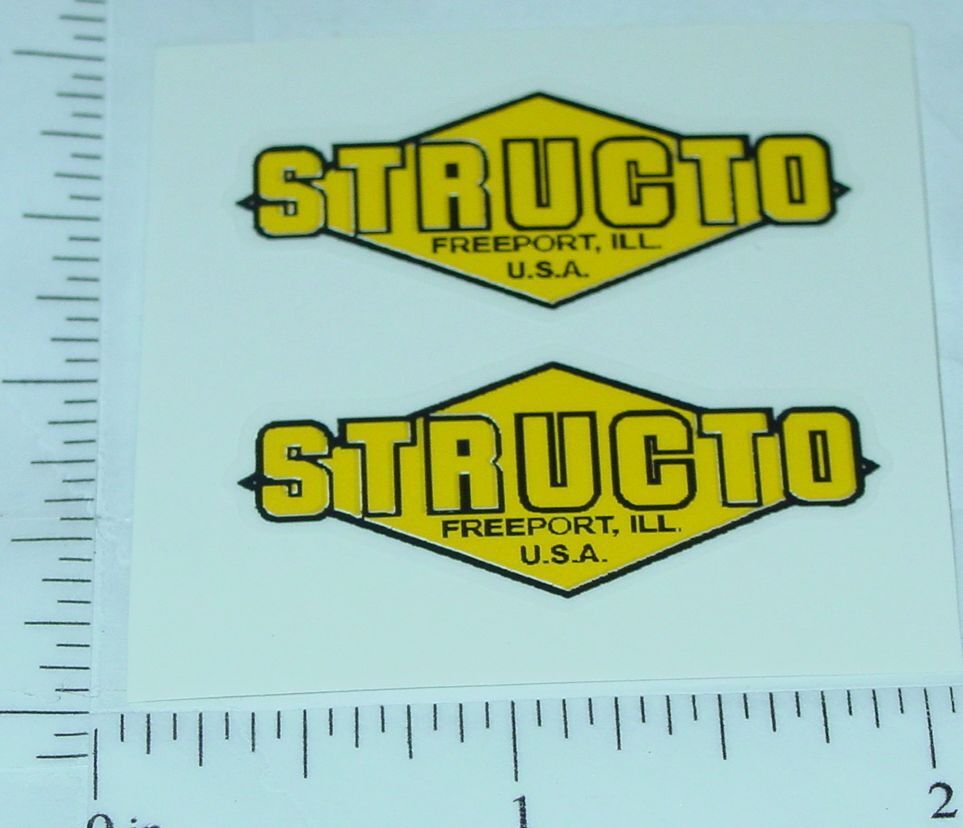 STRUCTO
FREEPORT, ILL.
U.S.A.
STRUCTO
FREEPORT, ILL.
U.S.A.
0 in
1
2